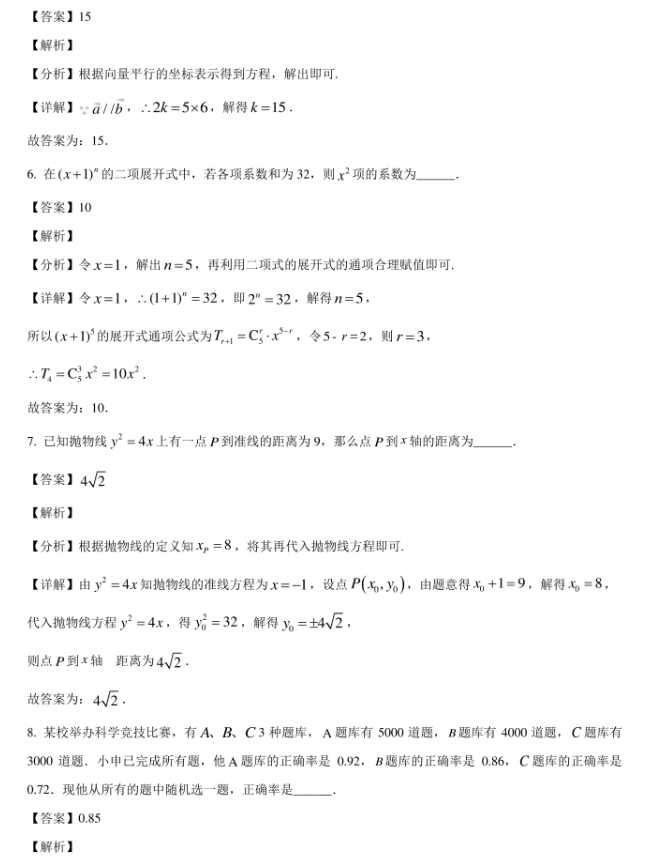 【答案】15
【解析】
【分析】根据向量平行的坐标表示得到方程，解出即可.
【详解】∵ a⃗//b⃗，∴2k=5×6，解得 k=15．
故答案为：15．
6. 在(x+1)ⁿ的二项展开式中，若各项系数和为 32，则 x² 项的系数为______．
【答案】10
【解析】
【分析】令 x=1，解出 n=5，再利用二项式的展开式的通项合理赋值即可.
【详解】令 x=1，∴(1+1)ⁿ=32，即 2ⁿ=32，解得 n=5，
所以(x+1)⁵的展开式通项公式为 Tᵣ₊₁=C₅ʳ·x⁵⁻ʳ，令5- r=2，则 r=3，
∴T₄=C₅³x²=10x²．
故答案为：10．
7. 已知抛物线 y²=4x 上有一点 P 到准线的距离为 9，那么点 P 到 x 轴的距离为______．
【答案】4√2
【解析】
【分析】根据抛物线的定义知 x_P=8，将其再代入抛物线方程即可.
【详解】由 y²=4x 知抛物线的准线方程为 x=−1，设点 P(x₀,y₀)，由题意得 x₀+1=9，解得 x₀=8，
代入抛物线方程 y²=4x，得 y₀²=32，解得 y₀=±4√2，
则点 P 到 x 轴 距离为 4√2．
故答案为：4√2．
8. 某校举办科学竞技比赛，有 A、B、C 3 种题库，A 题库有 5000 道题，B 题库有 4000 道题，C 题库有
3000 道题．小申已完成所有题，他 A 题库的正确率是 0.92，B 题库的正确率是 0.86，C 题库的正确率是
0.72．现他从所有的题中随机选一题，正确率是______．
【答案】0.85
【解析】